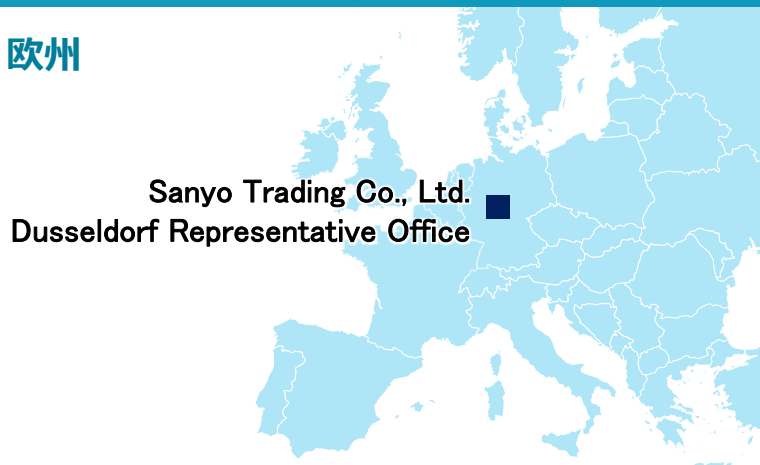 欧州
Sanyo Trading Co., Ltd.
Dusseldorf Representative Office